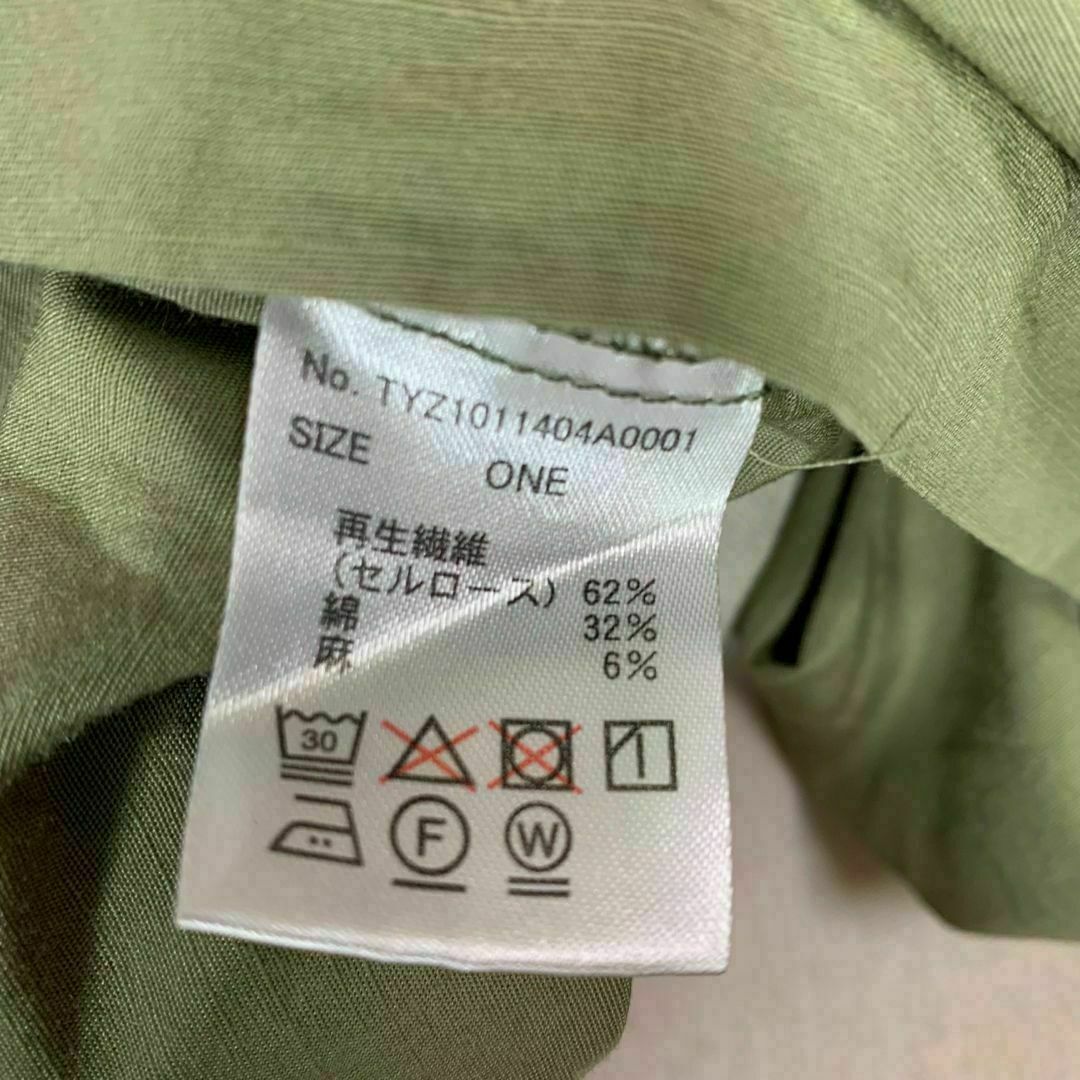 No. TYZ1011404A0001
SIZE ONE
再生繊維
(セルロース) 62%
綿 32%
麻 6%
30
F W